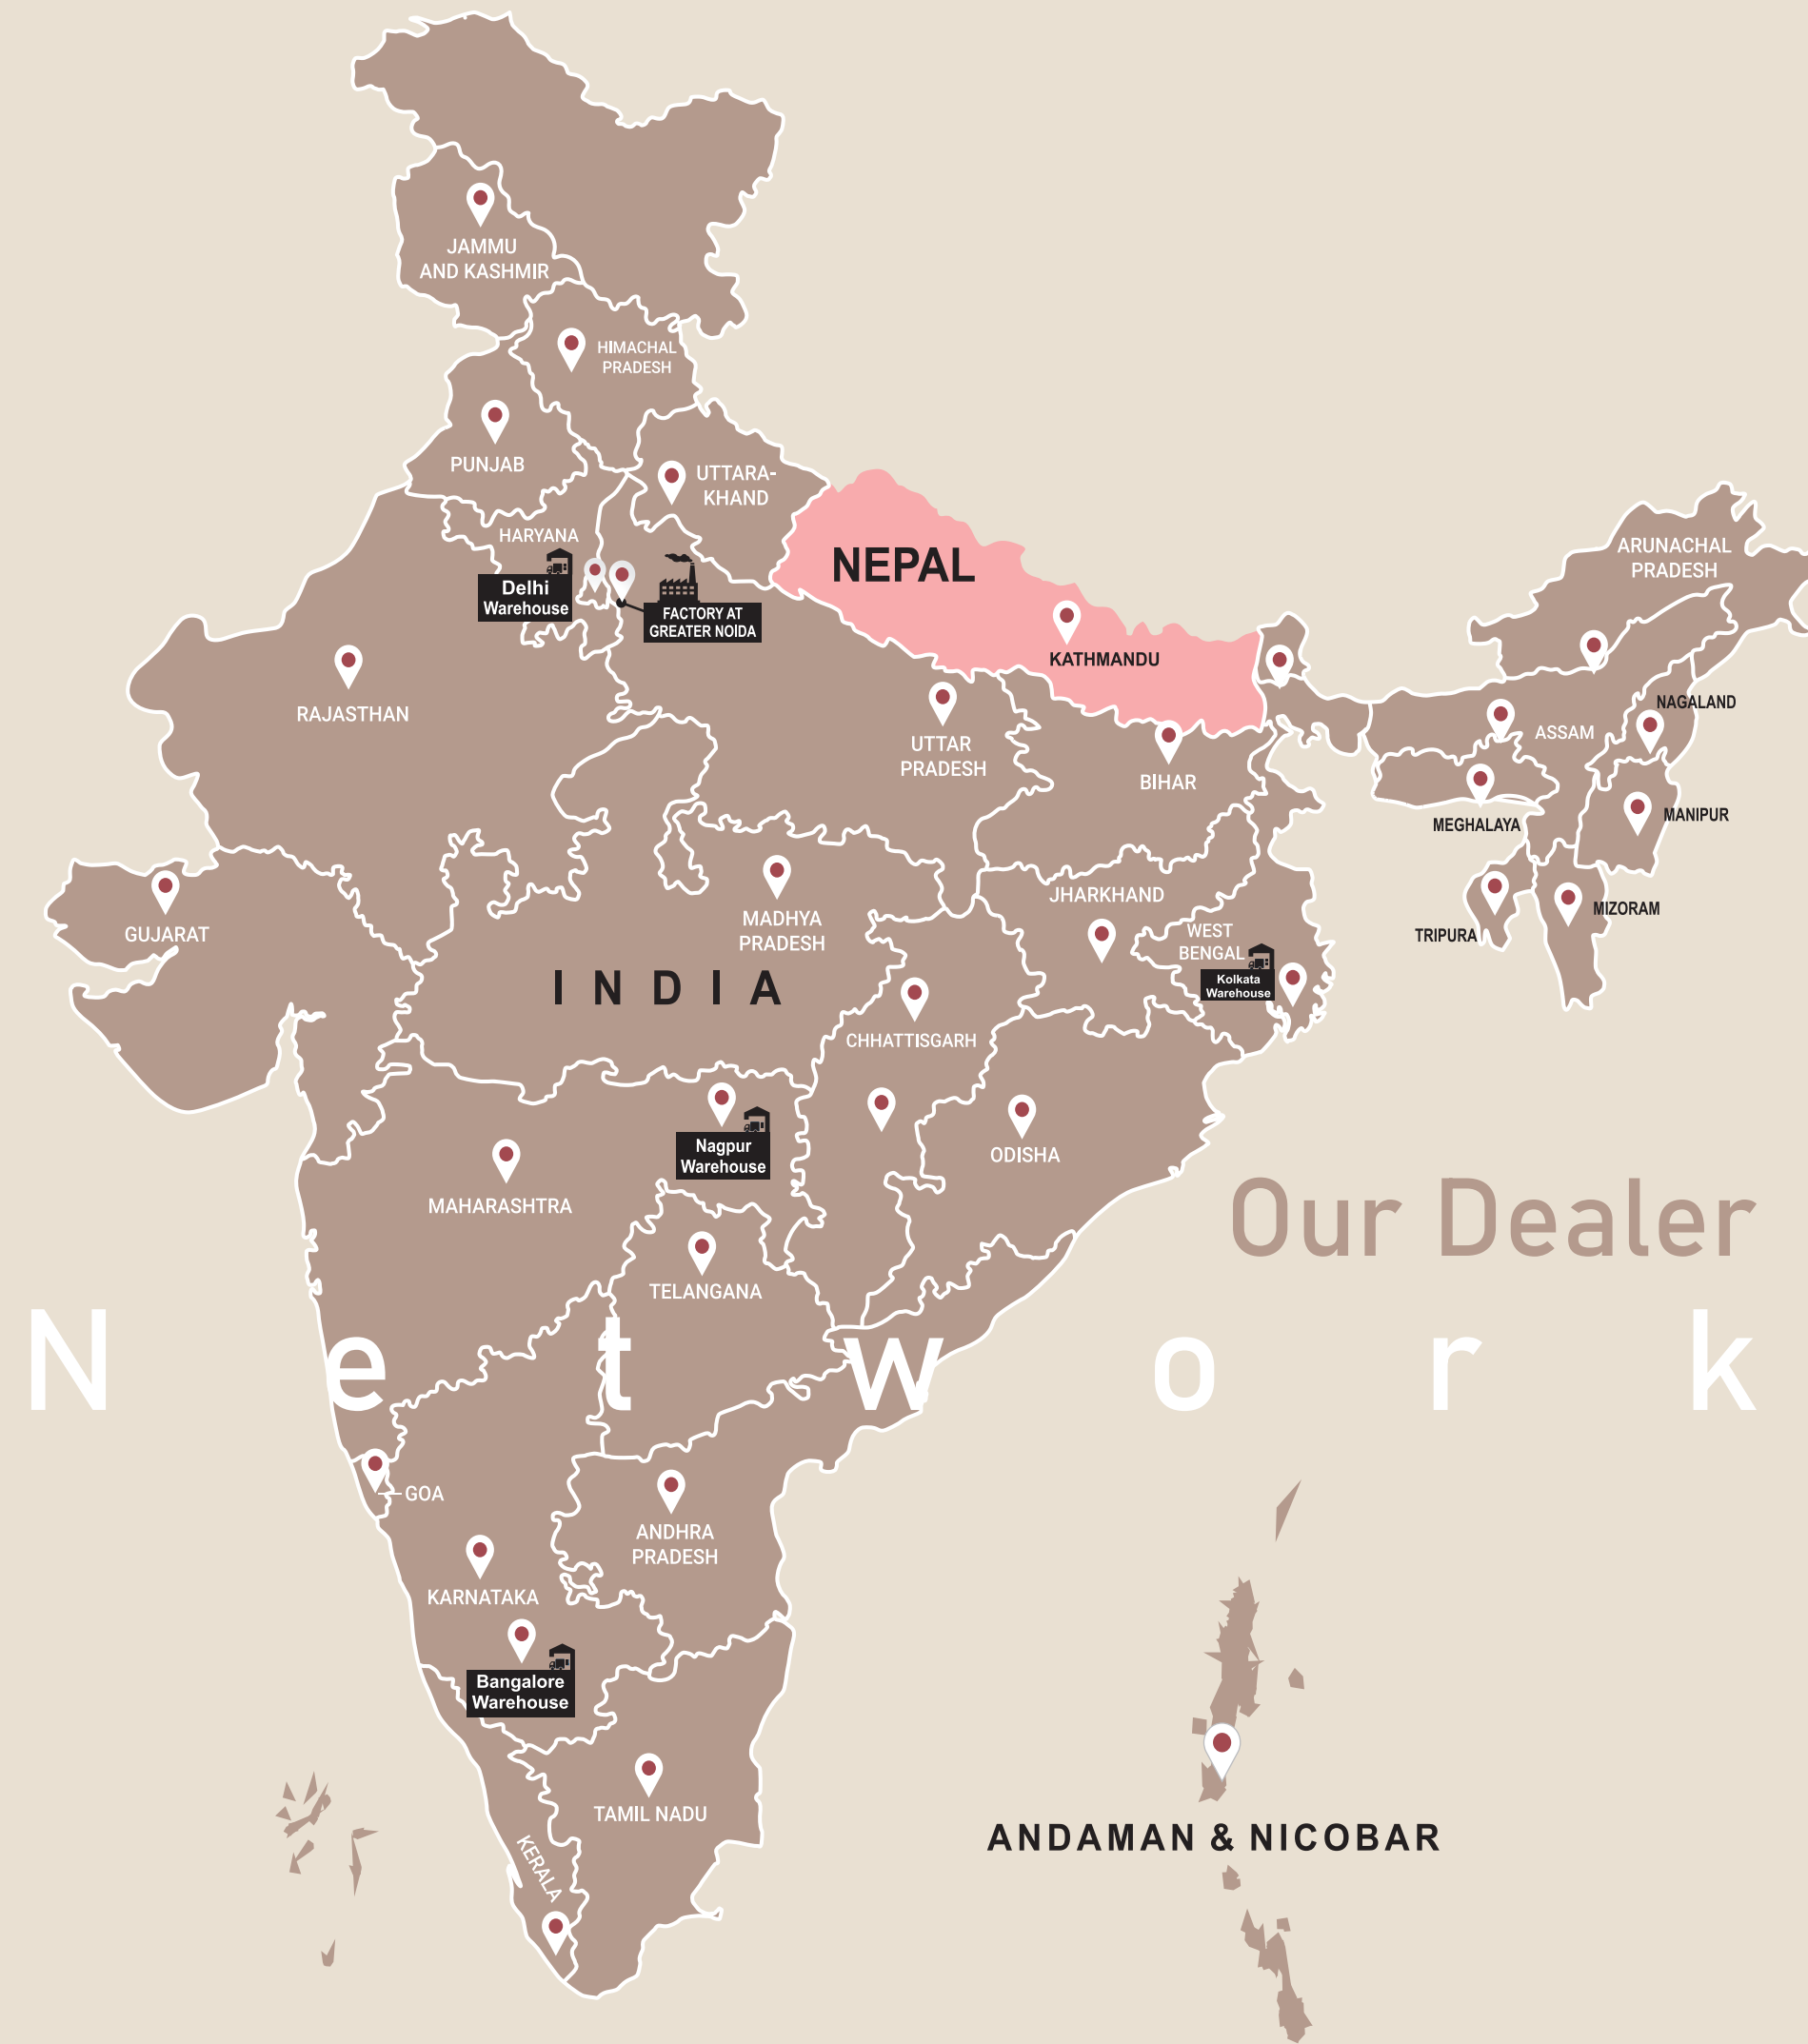 JAMMU
AND KASHMIR
HIMACHAL
PRADESH
PUNJAB
UTTARA-
KHAND
HARYANA
Delhi
Warehouse
FACTORY AT
GREATER NOIDA
NEPAL
KATHMANDU
ARUNACHAL
PRADESH
RAJASTHAN
UTTAR
PRADESH
BIHAR
NAGALAND
ASSAM
MEGHALAYA
MANIPUR
TRIPURA
MIZORAM
GUJARAT
MADHYA
PRADESH
JHARKHAND
WEST
BENGAL
Kolkata
Warehouse
INDIA
CHHATTISGARH
Nagpur
Warehouse
ODISHA
MAHARASHTRA
TELANGANA
Our Dealer
Network
GOA
ANDHRA
PRADESH
KARNATAKA
Bangalore
Warehouse
TAMIL NADU
KERALA
ANDAMAN & NICOBAR